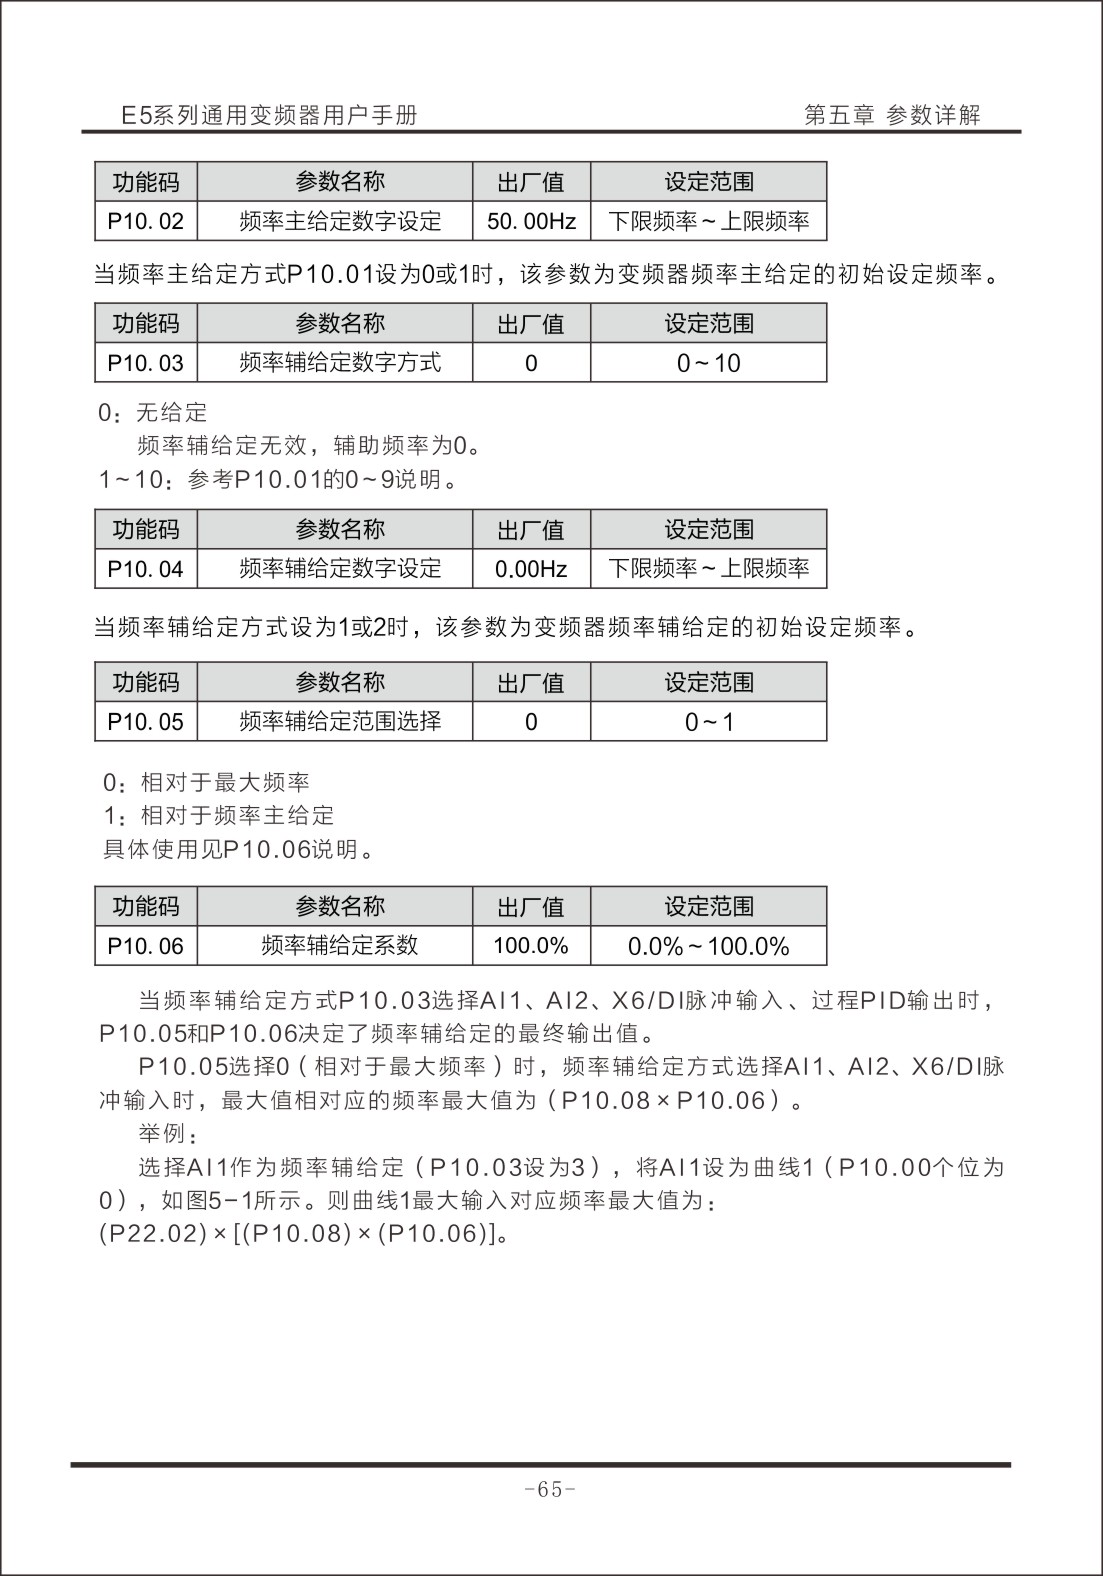 E5系列通用变频器用户手册 第五章 参数详解
功能码 参数名称 出厂值 设定范围
P10.02 频率主给定数字设定 50.00Hz 下限频率~上限频率
当频率主给定方式P10.01设为0或1时，该参数为变频器频率主给定的初始设定频率。
功能码 参数名称 出厂值 设定范围
P10.03 频率辅给定数字方式 0 0~10
0：无给定
频率辅给定无效，辅助频率为0。
1~10：参考P10.01的0~9说明。
功能码 参数名称 出厂值 设定范围
P10.04 频率辅给定数字设定 0.00Hz 下限频率~上限频率
当频率辅给定方式设为1或2时，该参数为变频器频率辅给定的初始设定频率。
功能码 参数名称 出厂值 设定范围
P10.05 频率辅给定范围选择 0 0~1
0：相对于最大频率
1：相对于频率主给定
具体使用见P10.06说明。
功能码 参数名称 出厂值 设定范围
P10.06 频率辅给定系数 100.0% 0.0%~100.0%
当频率辅给定方式P10.03选择AI1、AI2、X6/DI脉冲输入、过程PID输出时，
P10.05和P10.06决定了频率辅给定的最终输出值。
P10.05选择0（相对于最大频率）时，频率辅给定方式选择AI1、AI2、X6/DI脉
冲输入时，最大值相对应的频率最大值为（P10.08×P10.06）。
举例：
选择AI1作为频率辅给定（P10.03设为3），将AI1设为曲线1（P10.00个位为
0），如图5-1所示。则曲线1最大输入对应频率最大值为：
(P22.02)×[(P10.08)×(P10.06)]。
-65-